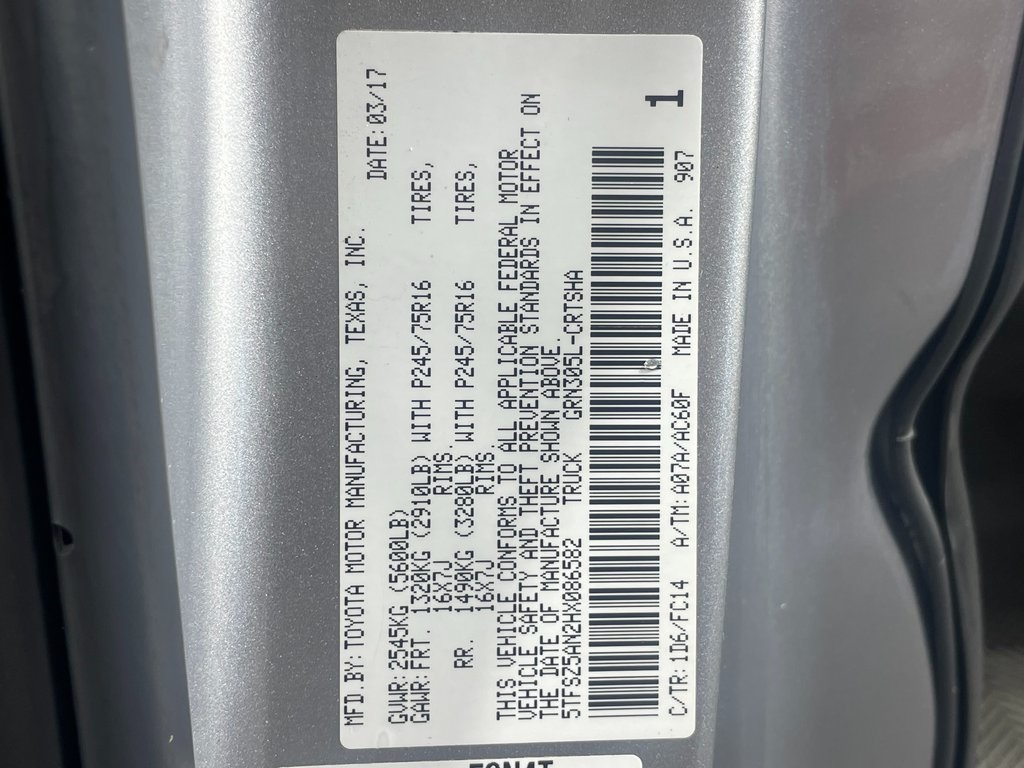 MFD.BY:TOYOTA MOTOR MANUFACTURING, TEXAS, INC.
DATE:03/17
GVWR:2545KG (5600LB)
GAWR:FRT. 1320KG (2910LB) WITH P245/75R16 TIRES,
16X7J RIMS.
RR. 1490KG (3280LB) WITH P245/75R16 TIRES,
16X7J RIMS.
THIS VEHICLE CONFORMS TO ALL APPLICABLE FEDERAL MOTOR
VEHICLE SAFETY AND THEFT PREVENTION STANDARDS IN EFFECT ON
THE DATE OF MANUFACTURE SHOWN ABOVE.
5TFSZ5AN2HX086582 TRUCK GRN305L-CRTSHA
1
C/TR:1D6/FC14 A/TM:A07A/AC60F MADE IN U.S.A. 907